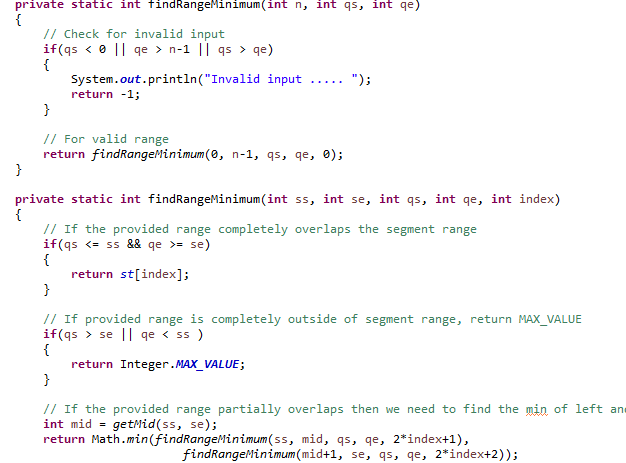 private static int findRangeMinimum(int n, int qs, int qe)
{
// Check for invalid input
if(qs < 0 || qe > n-1 || qs > qe)
{
System.out.println("Invalid input ..... ");
return -1;
}
// For valid range
return findRangeMinimum(0, n-1, qs, qe, 0);
}
private static int findRangeMinimum(int ss, int se, int qs, int qe, int index)
{
// If the provided range completely overlaps the segment range
if(qs <= ss && qe >= se)
{
return st[index];
}
// If provided range is completely outside of segment range, return MAX_VALUE
if(qs > se || qe < ss )
{
return Integer.MAX_VALUE;
}
// If the provided range partially overlaps then we need to find the min of left an
int mid = getMid(ss, se);
return Math.min(findRangeMinimum(ss, mid, qs, qe, 2*index+1),
findRangeMinimum(mid+1, se, qs, qe, 2*index+2));